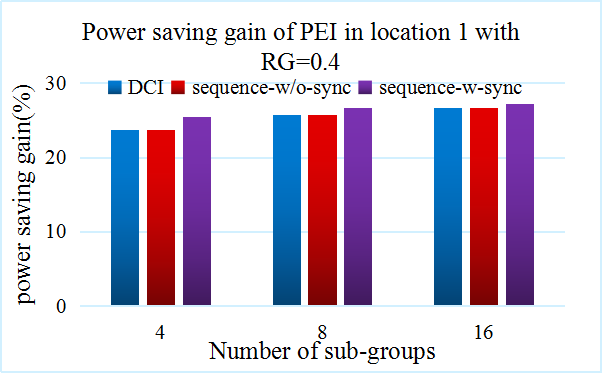 Power saving gain of PEI in location 1 with
RG=0.4
DCI sequence-w/o-sync sequence-w-sync
power saving gain(%)
30
20
10
0
4 8 16
Number of sub-groups